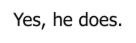 Yes, he does.